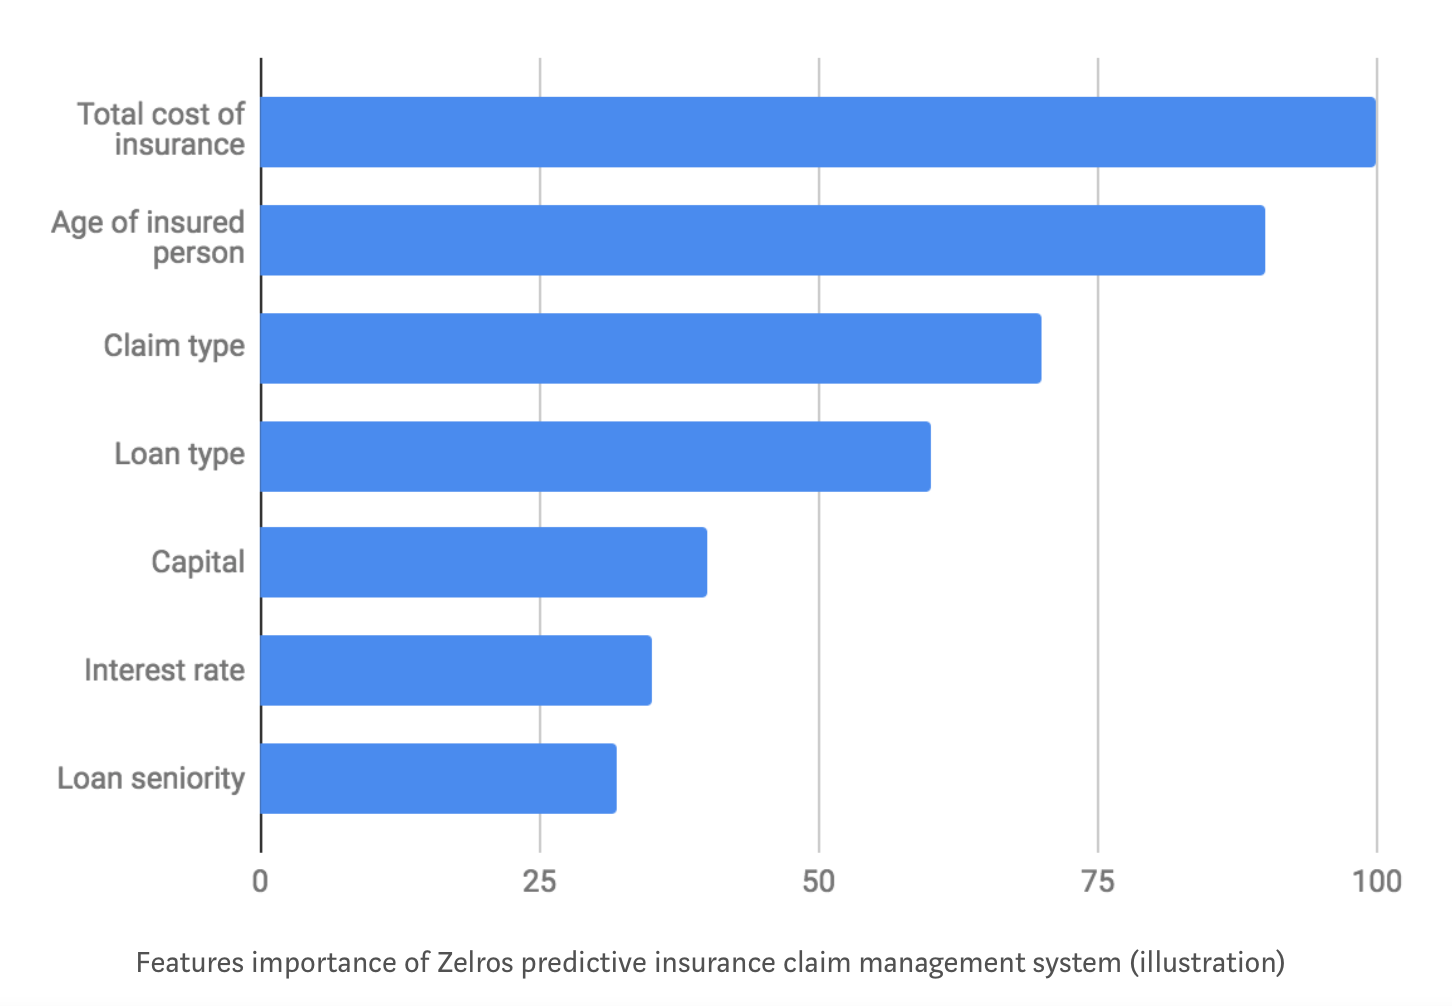 Total cost of
insurance
Age of insured
person
Claim type
Loan type
Capital
Interest rate
Loan seniority
0 25 50 75 100
Features importance of Zelros predictive insurance claim management system (illustration)